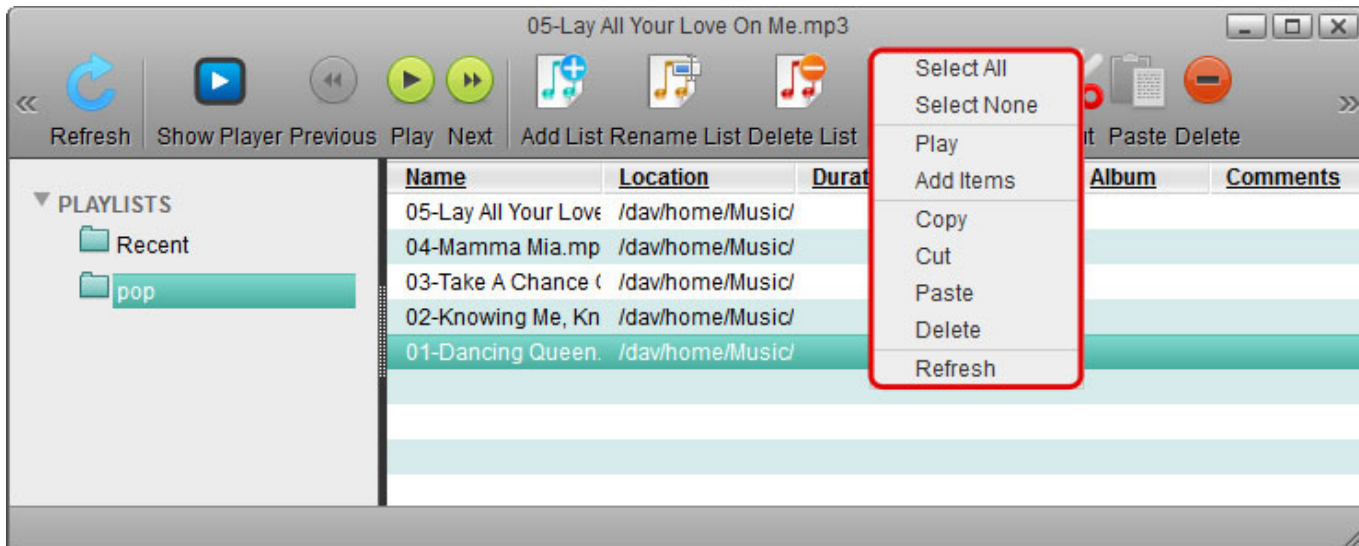 05-Lay All Your Love On Me.mp3
Refresh Show Player Previous Play Next Add List Rename List Delete List Paste Delete
Select All
Select None
Play
Add Items
Copy
Cut
Paste
Delete
Refresh
PLAYLISTS
Recent
pop
Name Location Durat Album Comments
05-Lay All Your Love /dav/home/Music/
04-Mamma Mia.mp /dav/home/Music/
03-Take A Chance /dav/home/Music/
02-Knowing Me, Kn /dav/home/Music/
01-Dancing Queen. /dav/home/Music/